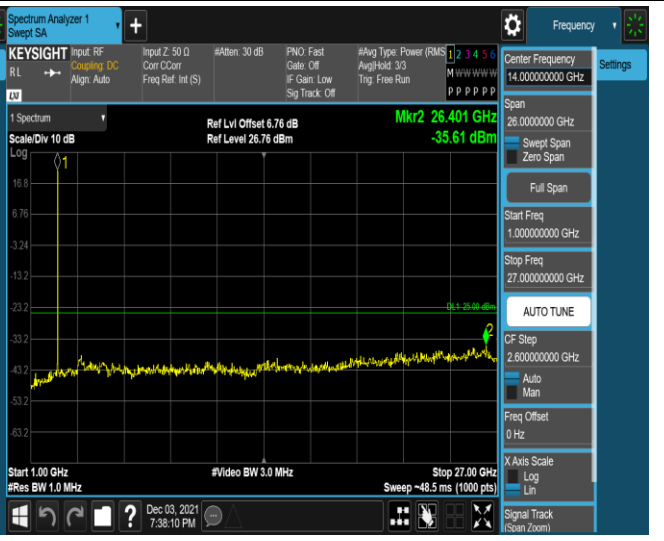 Spectrum Analyzer 1
Swept SA
Frequency
KEYSIGHT
Input: RF
Input Z: 50 Ω
#Atten: 30 dB
PNO: Fast
#Avg Type: Power (RMS
1 2 3 4 5 6
RL
Coupling: DC
Corr CCorr
Gate: Off
Avg|Hold: 3/3
M W W W W W
Align: Auto
Freq Ref: Int (S)
IF Gain: Low
Trig: Free Run
Sig Track: Off
P P P P P P
LXI
1 Spectrum
Ref Lvl Offset 6.76 dB
Mkr2 26.401 GHz
Scale/Div 10 dB
Ref Level 26.76 dBm
-35.61 dBm
Log
1
16.8
6.76
-3.24
-13.2
-23.2
DL1 -25.00 dBm
2
-33.2
-43.2
-53.2
-63.2
Start 1.00 GHz
#Video BW 3.0 MHz
Stop 27.00 GHz
#Res BW 1.0 MHz
Sweep ~48.5 ms (1000 pts)
?
Dec 03, 2021
7:38:10 PM
Center Frequency
14.000000000 GHz
Settings
Span
26.0000000 GHz
Swept Span
Zero Span
Full Span
Start Freq
1.000000000 GHz
Stop Freq
27.000000000 GHz
AUTO TUNE
CF Step
2.600000000 GHz
Auto
Man
Freq Offset
0 Hz
X Axis Scale
Log
Lin
Signal Track
(Span Zoom)